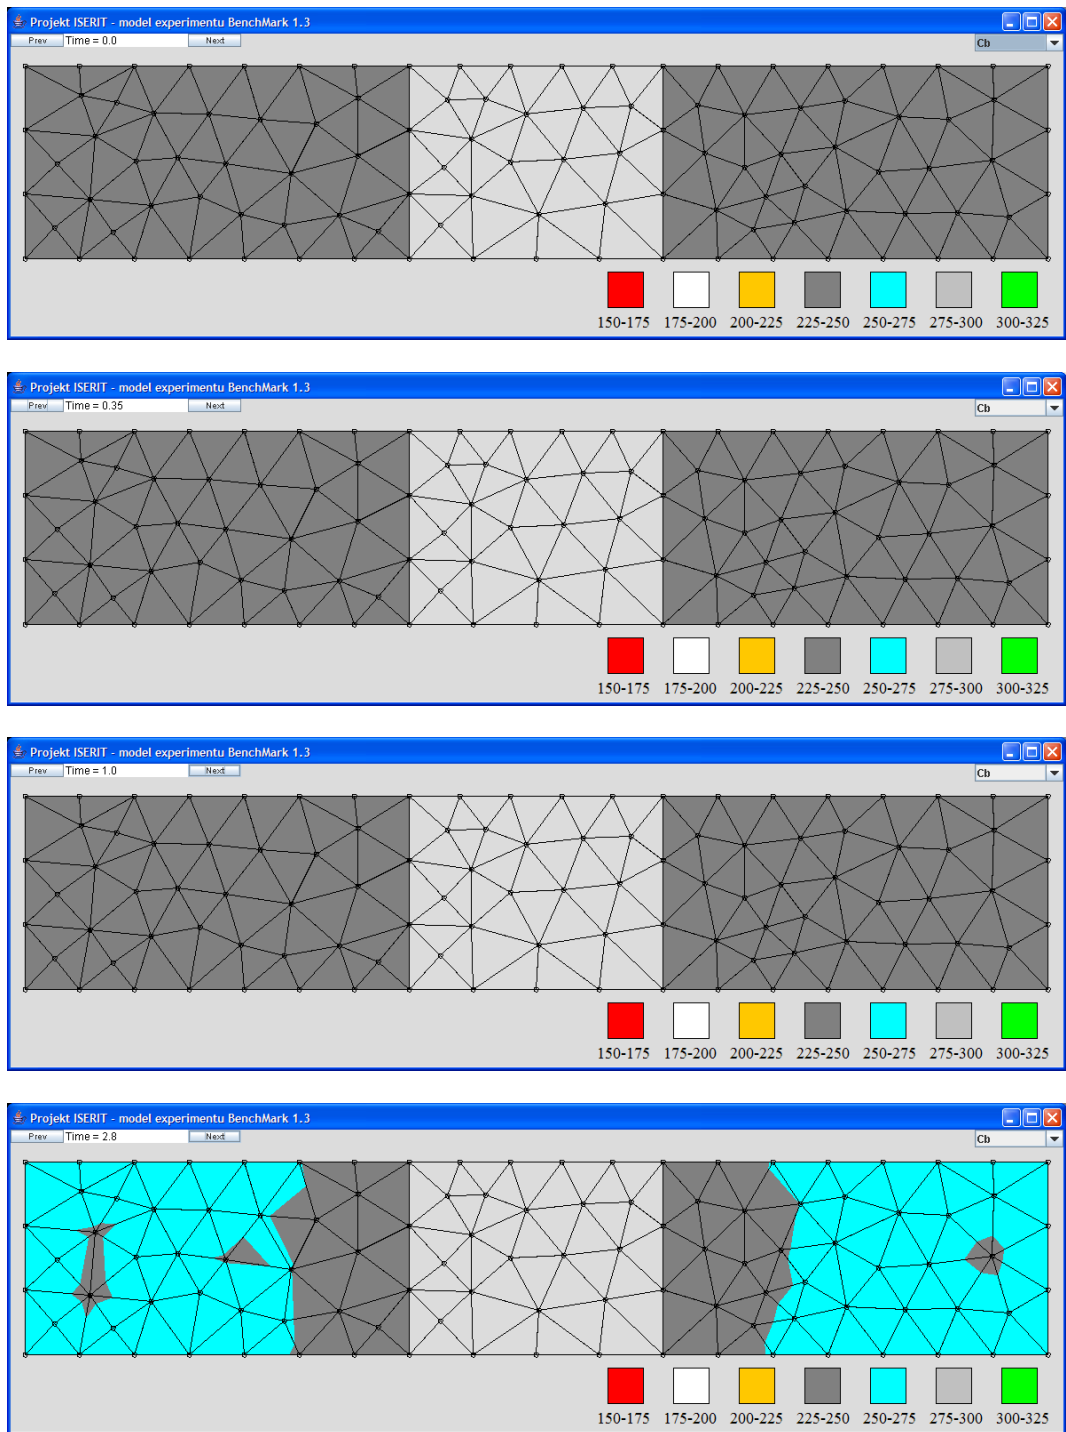 Projekt ISERIT - model experimentu BenchMark 1.3
Prev Time = 0.0 Next Cb
150-175 175-200 200-225 225-250 250-275 275-300 300-325
Projekt ISERIT - model experimentu BenchMark 1.3
Prev Time = 0.35 Next Cb
150-175 175-200 200-225 225-250 250-275 275-300 300-325
Projekt ISERIT - model experimentu BenchMark 1.3
Prev Time = 1.0 Next Cb
150-175 175-200 200-225 225-250 250-275 275-300 300-325
Projekt ISERIT - model experimentu BenchMark 1.3
Prev Time = 2.8 Next Cb
150-175 175-200 200-225 225-250 250-275 275-300 300-325